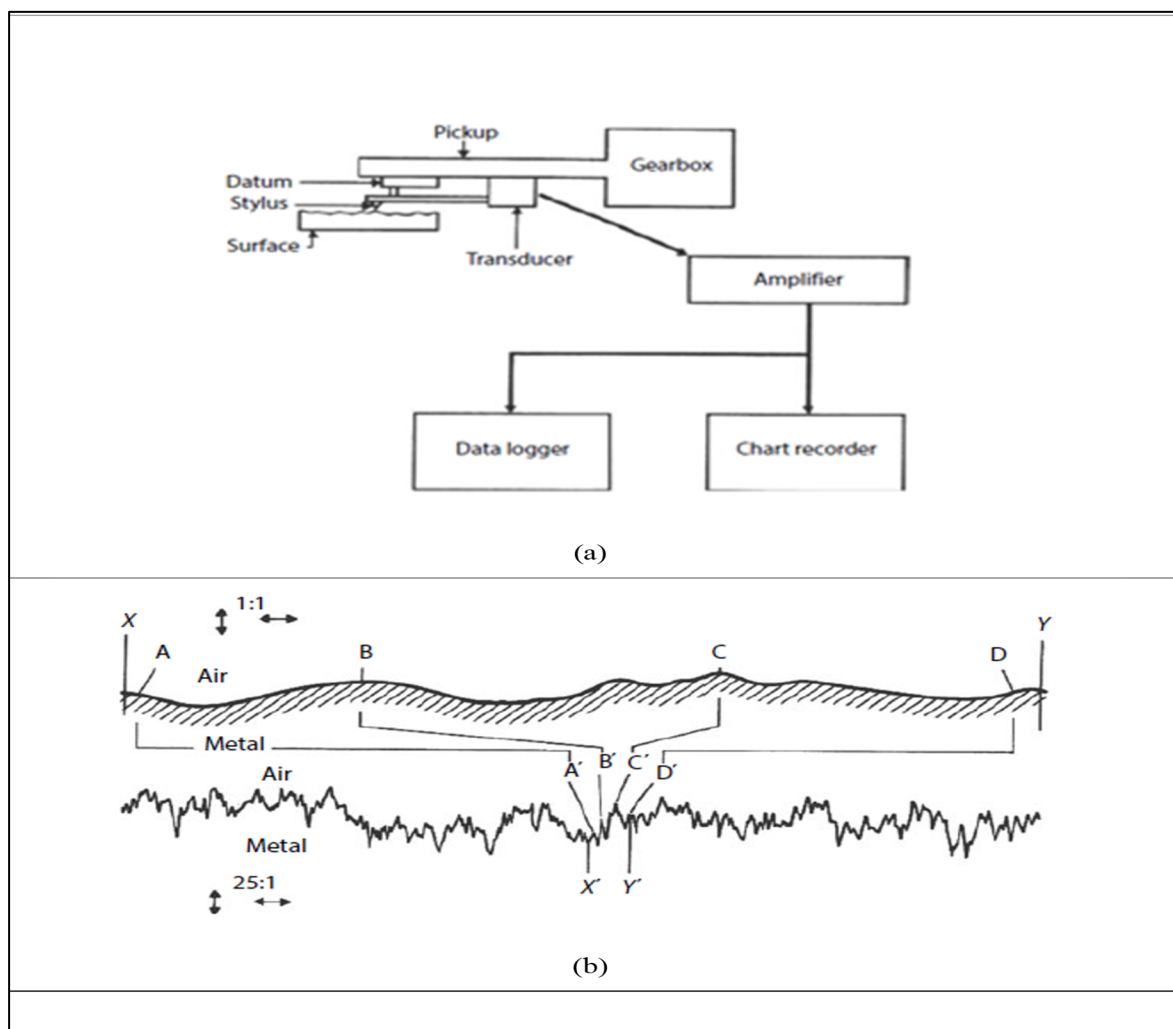 Pickup
Gearbox
Datum
Stylus
Surface
Transducer
Amplifier
Data logger
Chart recorder
(a)
1:1
X
Y
A
B
C
D
Air
Metal
A′
B′
C′
D′
Air
Metal
X′
Y′
25:1
(b)